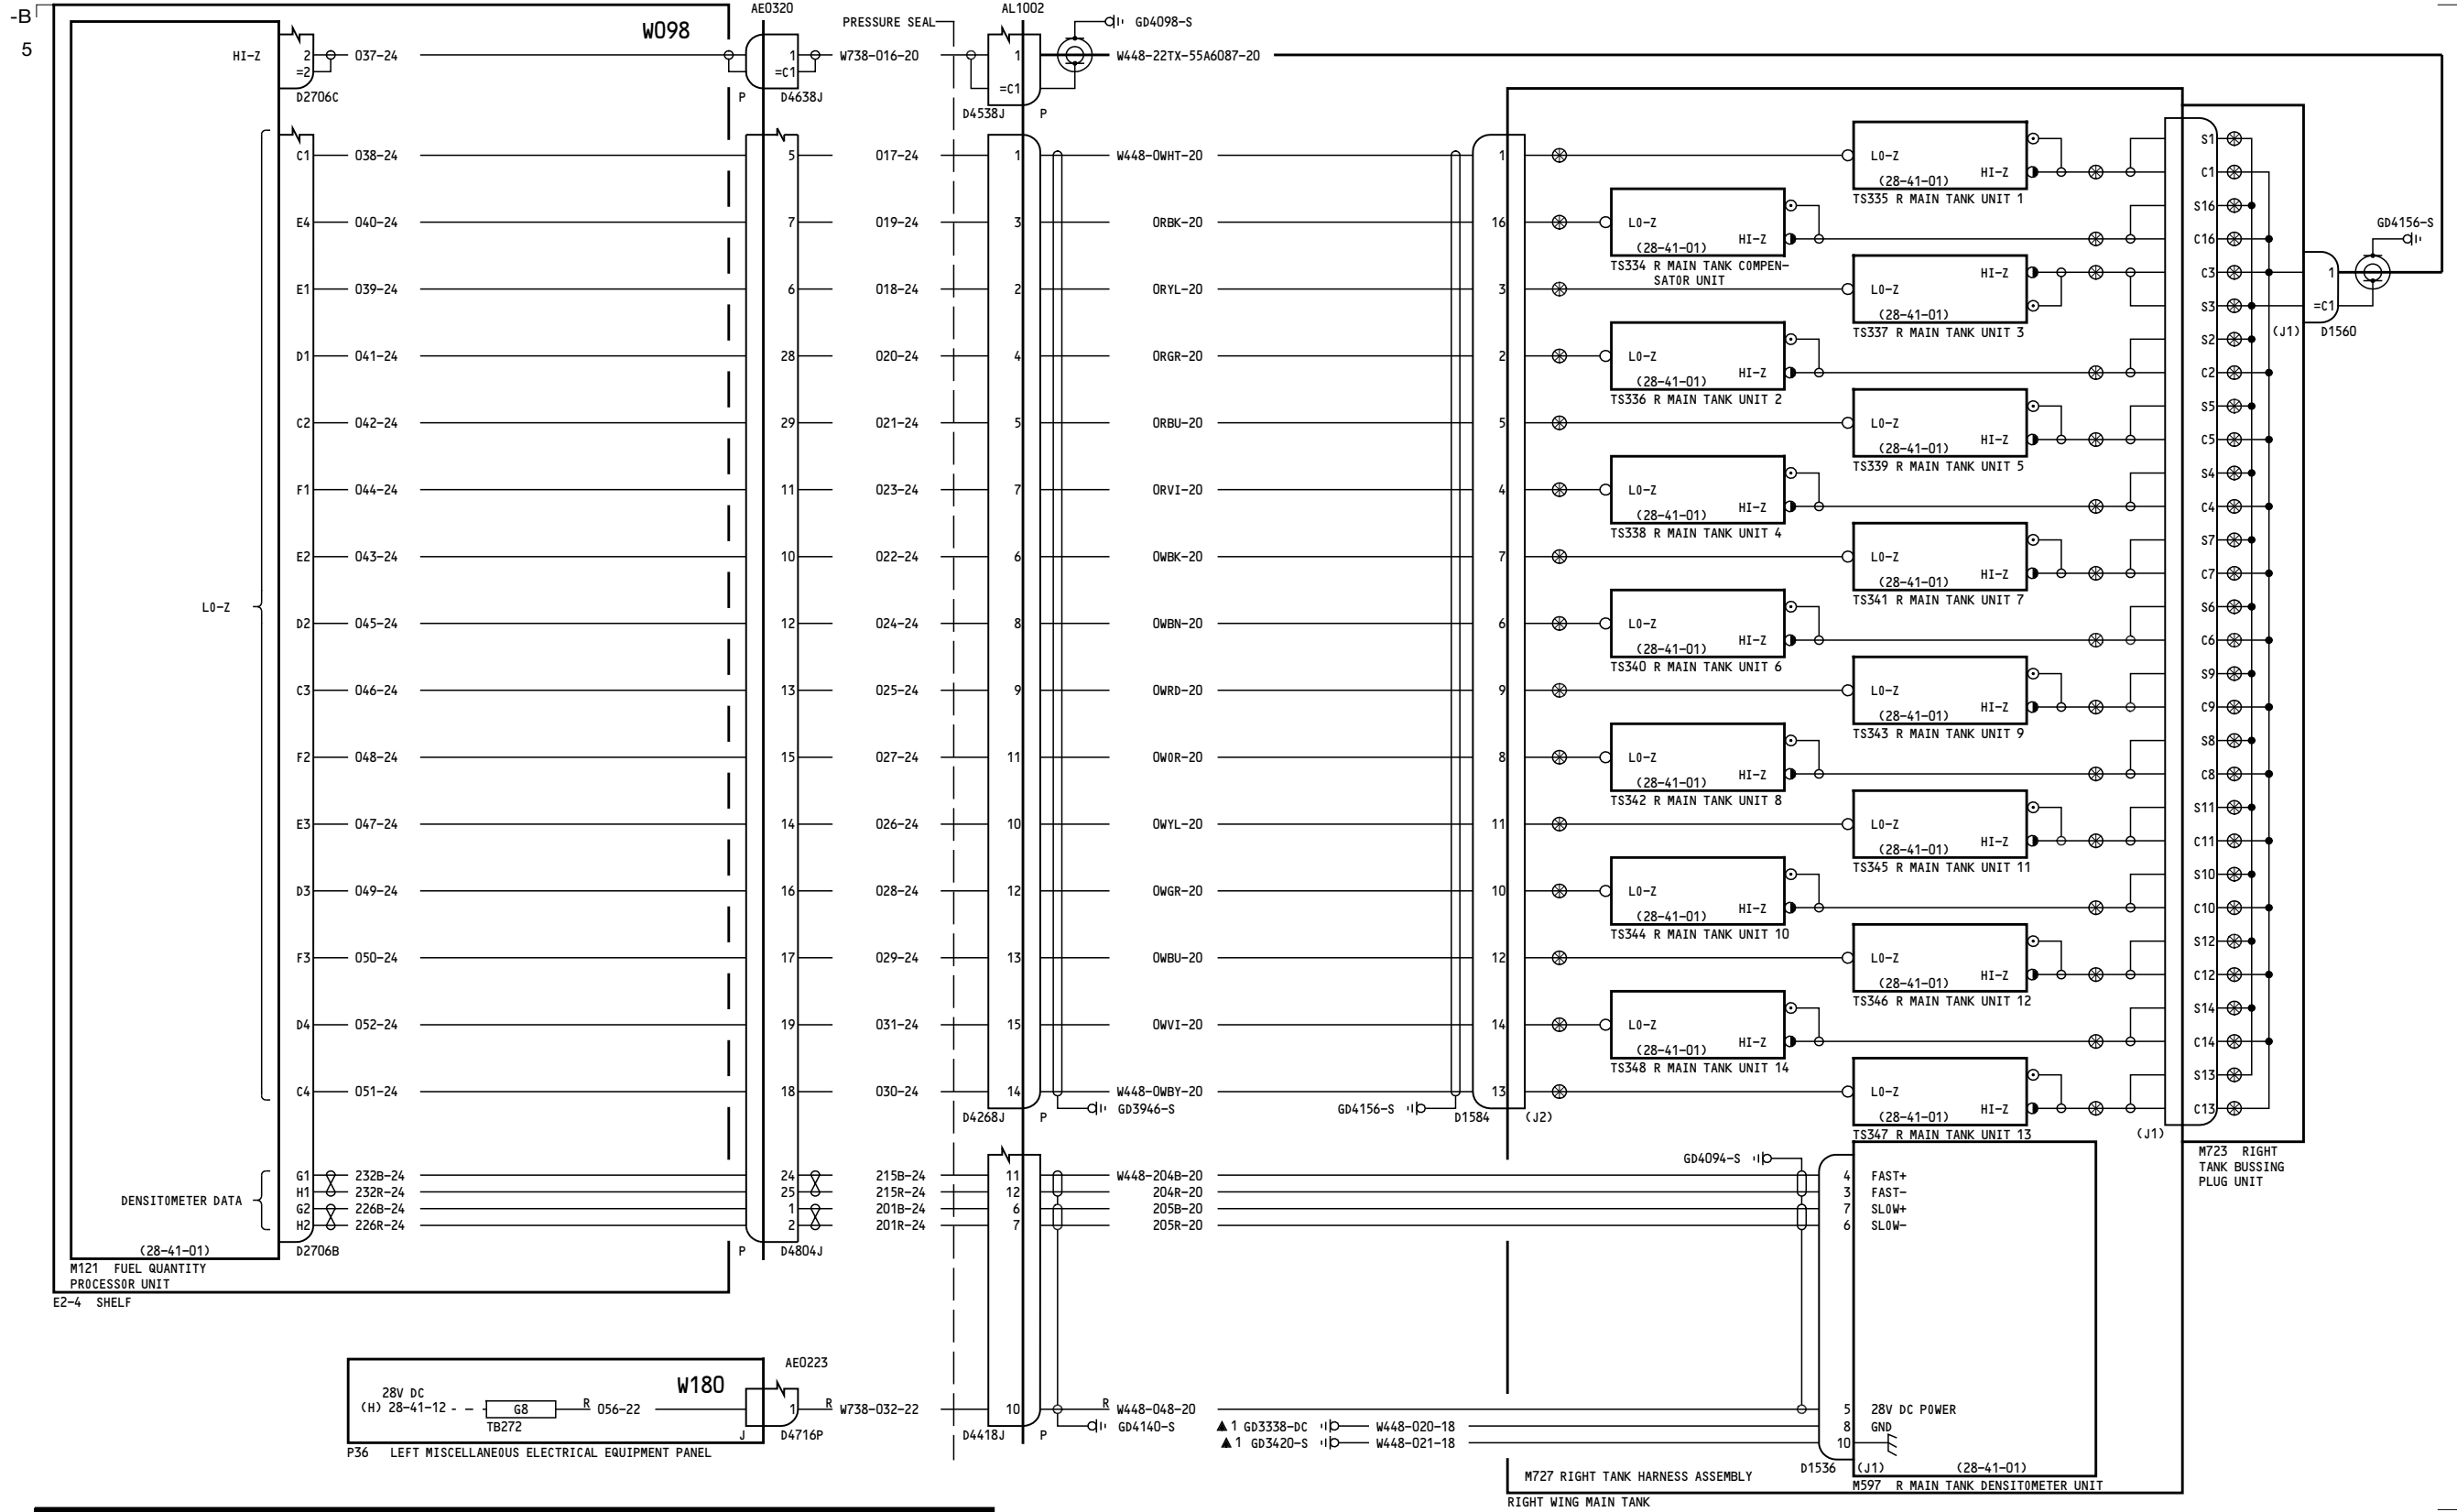 -B
5
AE0320
AL1002
PRESSURE SEAL
GD4098-S
W098
HI-Z
2
=2
037-24
1
=C1
W738-016-20
1
=C1
W448-22TX-55A6087-20
D2706C
P
D4638J
D4538J
P
C1 038-24 5 017-24 1 W448-0WHT-20 1
E4 040-24 7 019-24 3 ORBK-20 16
E1 039-24 6 018-24 2 ORYL-20 3
D1 041-24 28 020-24 4 ORGR-20 2
C2 042-24 29 021-24 5 ORBU-20 5
F1 044-24 11 023-24 7 ORVI-20 4
E2 043-24 10 022-24 6 OWBK-20 7
LO-Z
D2 045-24 12 024-24 8 OWBN-20 6
C3 046-24 13 025-24 9 OWRD-20 9
F2 048-24 15 027-24 11 OWOR-20 8
E3 047-24 14 026-24 10 OWYL-20 11
D3 049-24 16 028-24 12 OWGR-20 10
F3 050-24 17 029-24 13 OWBU-20 12
D4 052-24 19 031-24 15 OWVI-20 14
C4 051-24 18 030-24 14 W448-0WBY-20 13
D4268J
P
GD3946-S
GD4156-S
D1584
(J2)
LO-Z
HI-Z
(28-41-01)
TS335 R MAIN TANK UNIT 1
LO-Z
HI-Z
(28-41-01)
TS334 R MAIN TANK COMPEN-
SATOR UNIT
HI-Z
LO-Z
(28-41-01)
TS337 R MAIN TANK UNIT 3
LO-Z
HI-Z
(28-41-01)
TS336 R MAIN TANK UNIT 2
LO-Z
HI-Z
(28-41-01)
TS339 R MAIN TANK UNIT 5
LO-Z
HI-Z
(28-41-01)
TS338 R MAIN TANK UNIT 4
LO-Z
HI-Z
(28-41-01)
TS341 R MAIN TANK UNIT 7
LO-Z
HI-Z
(28-41-01)
TS340 R MAIN TANK UNIT 6
LO-Z
HI-Z
(28-41-01)
TS343 R MAIN TANK UNIT 9
LO-Z
HI-Z
(28-41-01)
TS342 R MAIN TANK UNIT 8
LO-Z
HI-Z
(28-41-01)
TS345 R MAIN TANK UNIT 11
LO-Z
HI-Z
(28-41-01)
TS344 R MAIN TANK UNIT 10
LO-Z
HI-Z
(28-41-01)
TS346 R MAIN TANK UNIT 12
LO-Z
HI-Z
(28-41-01)
TS348 R MAIN TANK UNIT 14
LO-Z
HI-Z
(28-41-01)
TS347 R MAIN TANK UNIT 13
S1
C1
S16
C16
C3
S3
S2
C2
S5
C5
S4
C4
S7
C7
S6
C6
S9
C9
S8
C8
S11
C11
S10
C10
S12
C12
S14
C14
S13
C13
(J1)
GD4156-S
1
=C1
(J1) D1560
M723 RIGHT
TANK BUSSING
PLUG UNIT
DENSITOMETER DATA
G1 232B-24 24 215B-24 11 W448-204B-20 4 FAST+
H1 232R-24 25 215R-24 12 204R-20 3 FAST-
G2 226B-24 1 201B-24 6 205B-20 7 SLOW+
H2 226R-24 2 201R-24 7 205R-20 6 SLOW-
GD4094-S
(28-41-01)
D2706B
P
D4804J
M121 FUEL QUANTITY
PROCESSOR UNIT
E2-4 SHELF
AE0223
W180
28V DC
(H) 28-41-12
G8
TB272
R 056-22
1
R W738-032-22
10
R W448-048-20
5 28V DC POWER
J
D4716P
D4418J
P
GD4140-S
▲1 GD3338-DC W448-020-18 8 GND
▲1 GD3420-S W448-021-18 10
P36 LEFT MISCELLANEOUS ELECTRICAL EQUIPMENT PANEL
D1536 (J1)
(28-41-01)
M597 R MAIN TANK DENSITOMETER UNIT
M727 RIGHT TANK HARNESS ASSEMBLY
RIGHT WING MAIN TANK